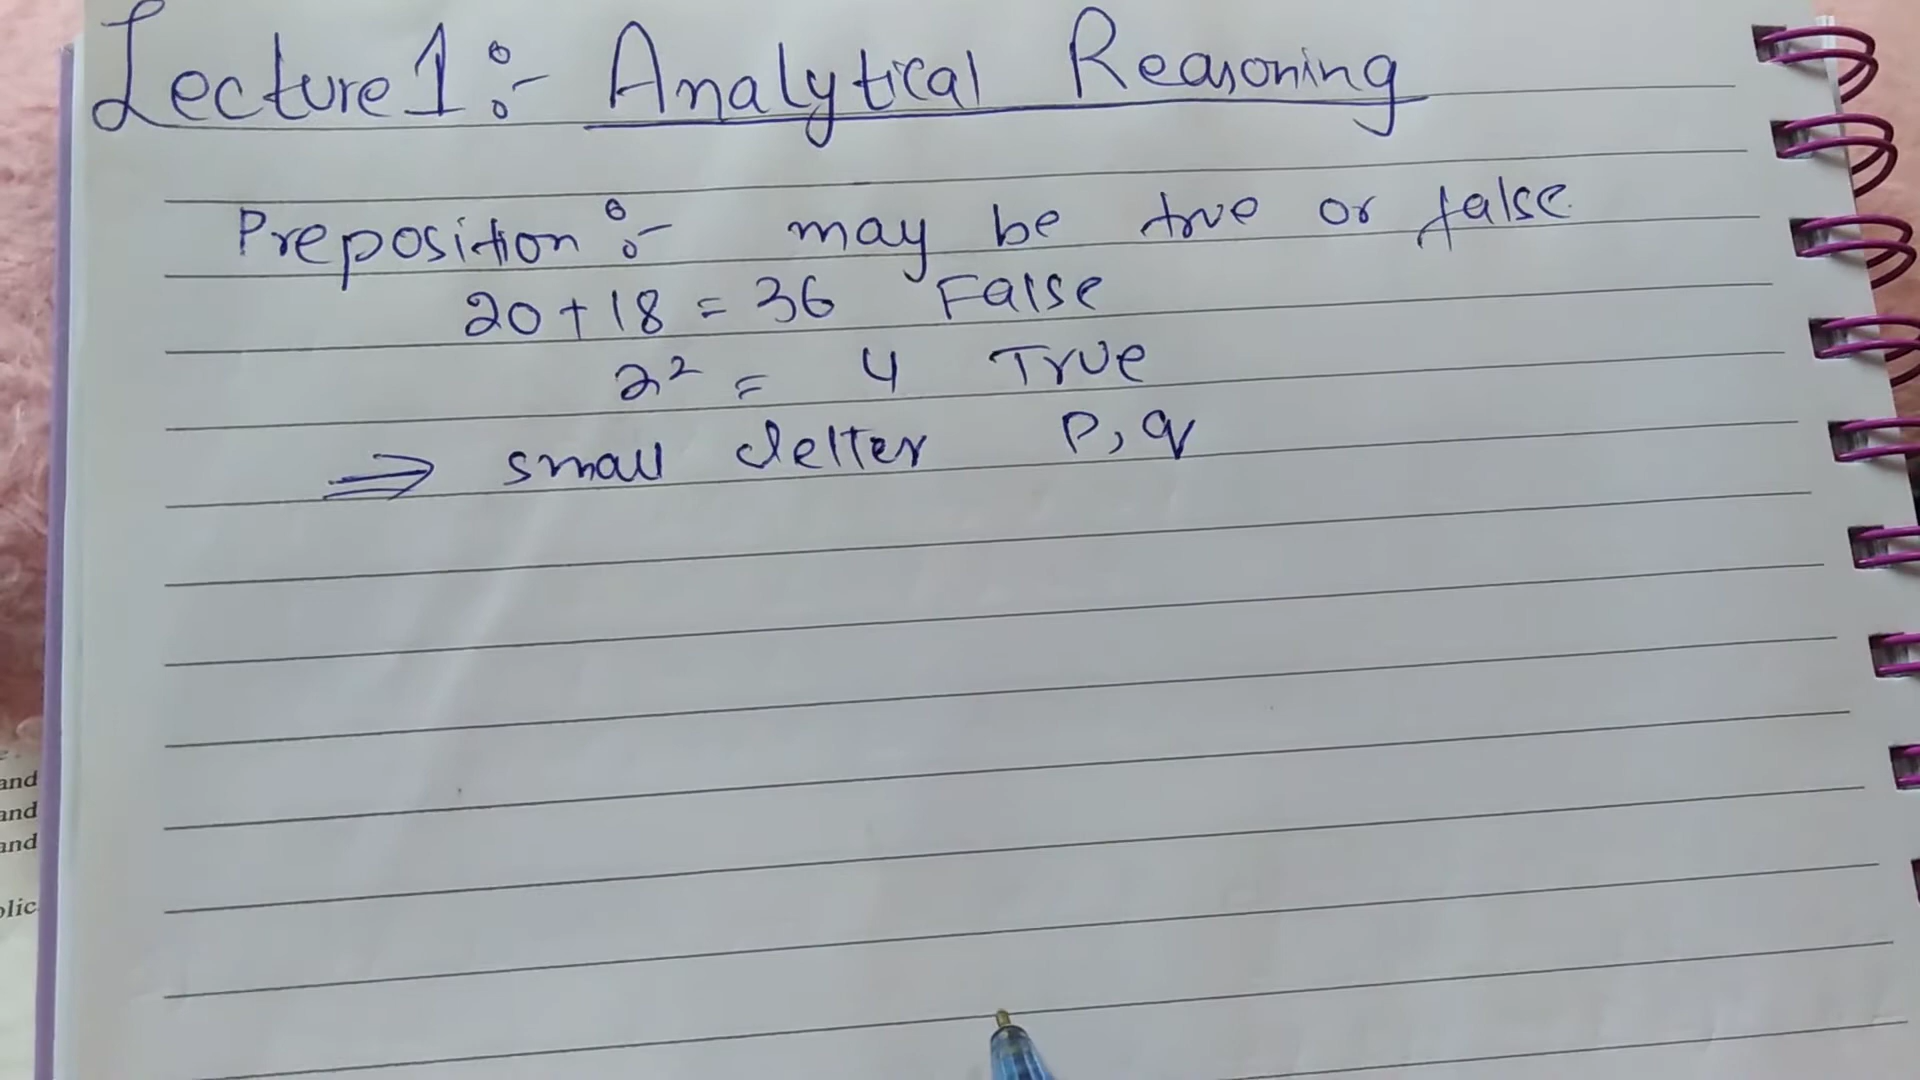 Lecture 1 :- Analytical Reasoning
Preposition :- may be true or false.
20 + 18 = 36 False
2² = 4 True
⇒ small letter P, q
and
and
and